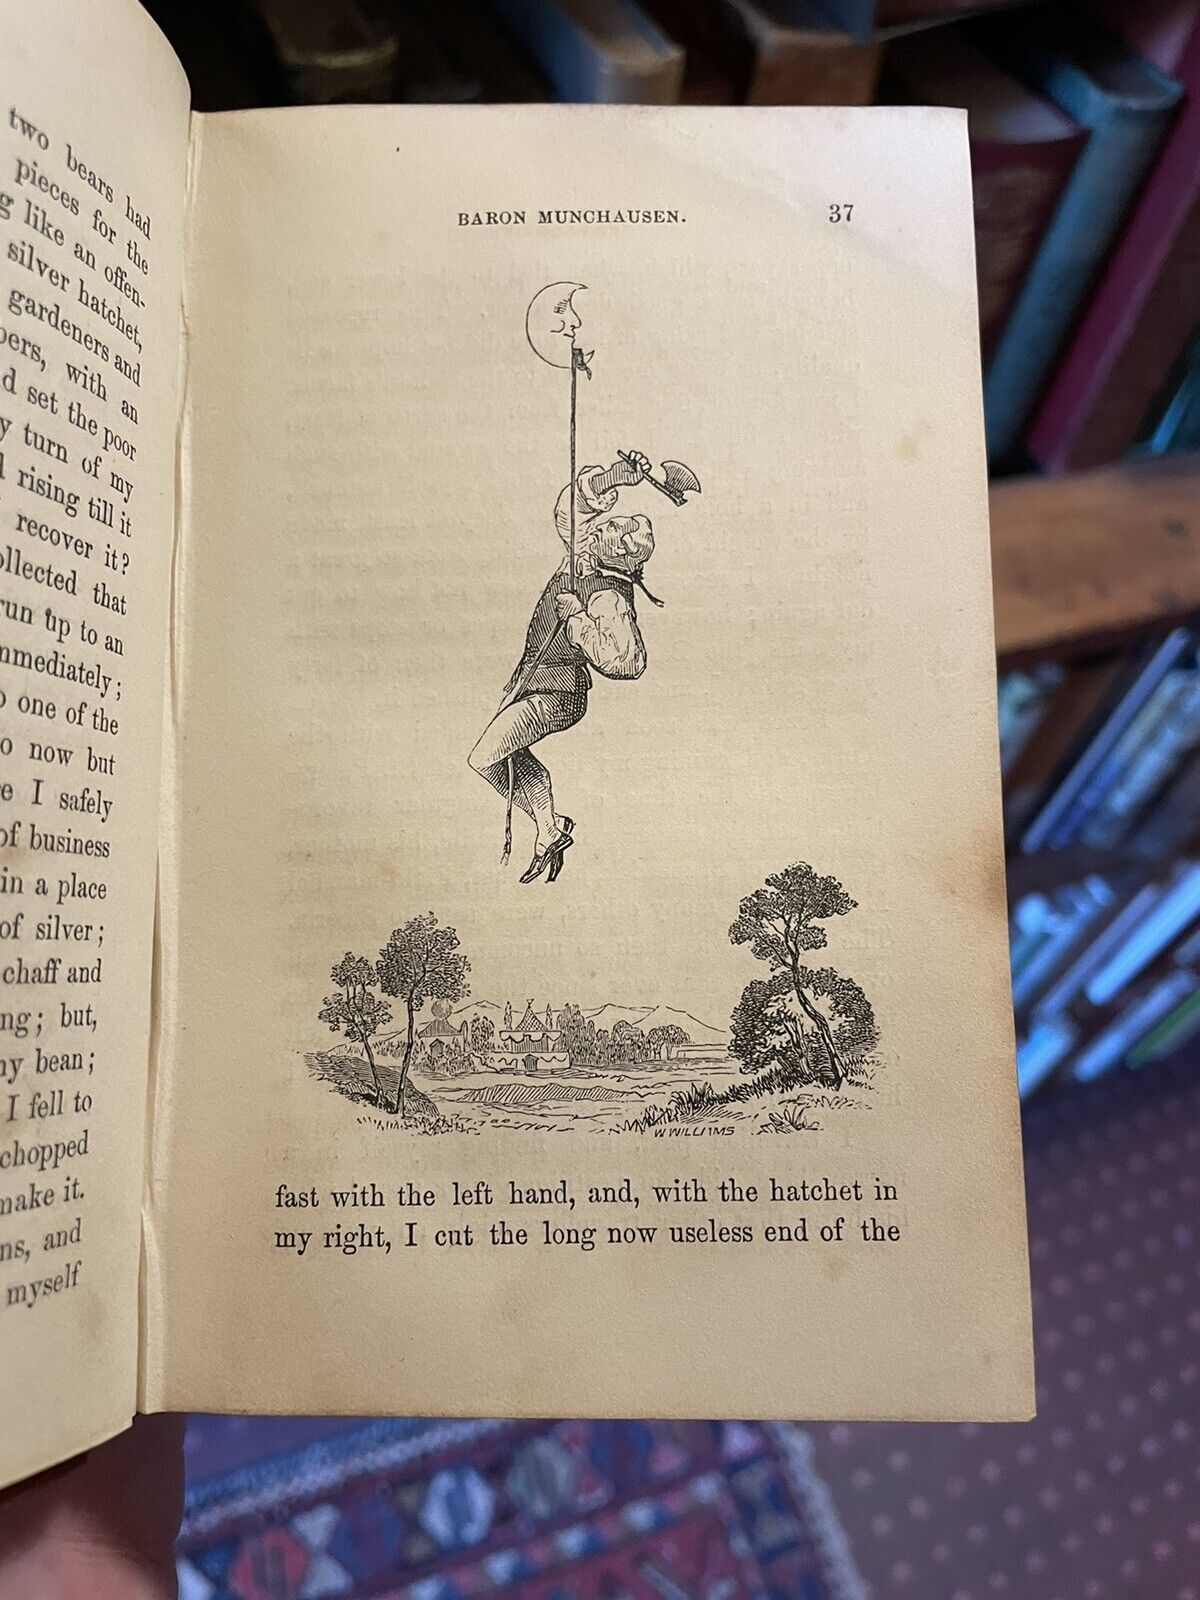 two bears had
pieces for the
g like an offen-
silver hatchet,
gardeners and
pers, with an
d set the poor
y turn of my
l rising till it
recover it?
ollected that
run up to an
mmediately;
o one of the
o now but
e I safely
of business
in a place
of silver;
chaff and
ng; but,
ny bean;
I fell to
chopped
make it.
ns, and
myself
BARON MUNCHAUSEN. 37
W WILLIAMS
fast with the left hand, and, with the hatchet in
my right, I cut the long now useless end of the